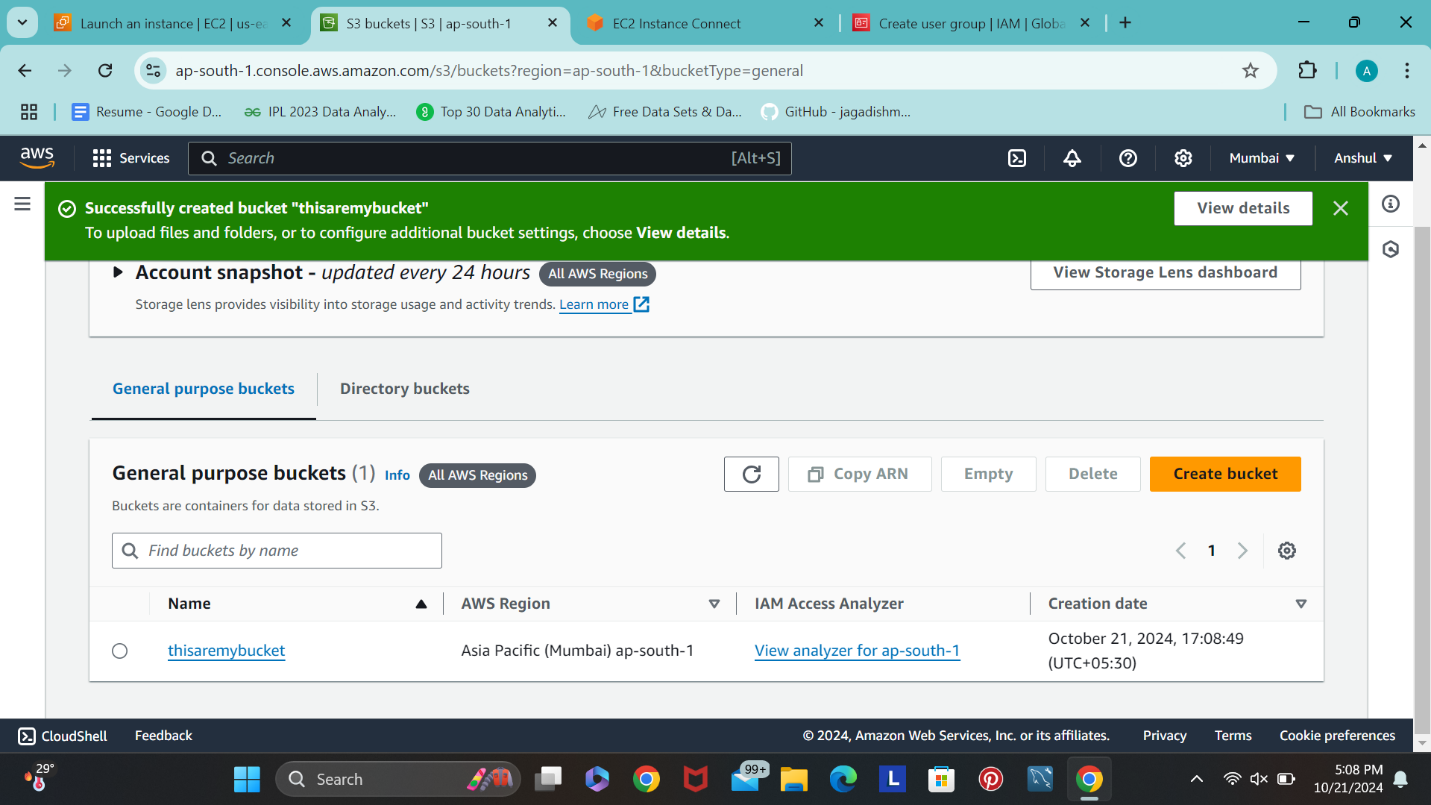 Launch an instance | EC2 | us-ea
S3 buckets | S3 | ap-south-1
EC2 Instance Connect
Create user group | IAM | Globa
ap-south-1.console.aws.amazon.com/s3/buckets?region=ap-south-1&bucketType=general
A
Resume - Google D...
IPL 2023 Data Analy...
Top 30 Data Analyti...
Free Data Sets & Da...
GitHub - jagadishm...
All Bookmarks
aws
Services
Search
[Alt+S]
Mumbai
Anshul
Successfully created bucket "thisaremybucket"
To upload files and folders, or to configure additional bucket settings, choose View details.
View details
Account snapshot - updated every 24 hours
All AWS Regions
View Storage Lens dashboard
Storage lens provides visibility into storage usage and activity trends. Learn more
General purpose buckets
Directory buckets
General purpose buckets (1) Info
All AWS Regions
Copy ARN
Empty
Delete
Create bucket
Buckets are containers for data stored in S3.
Find buckets by name
1
Name
AWS Region
IAM Access Analyzer
Creation date
thisaremybucket
Asia Pacific (Mumbai) ap-south-1
View analyzer for ap-south-1
October 21, 2024, 17:08:49
(UTC+05:30)
CloudShell
Feedback
© 2024, Amazon Web Services, Inc. or its affiliates.
Privacy
Terms
Cookie preferences
29°
Search
99+
L
5:08 PM
10/21/2024